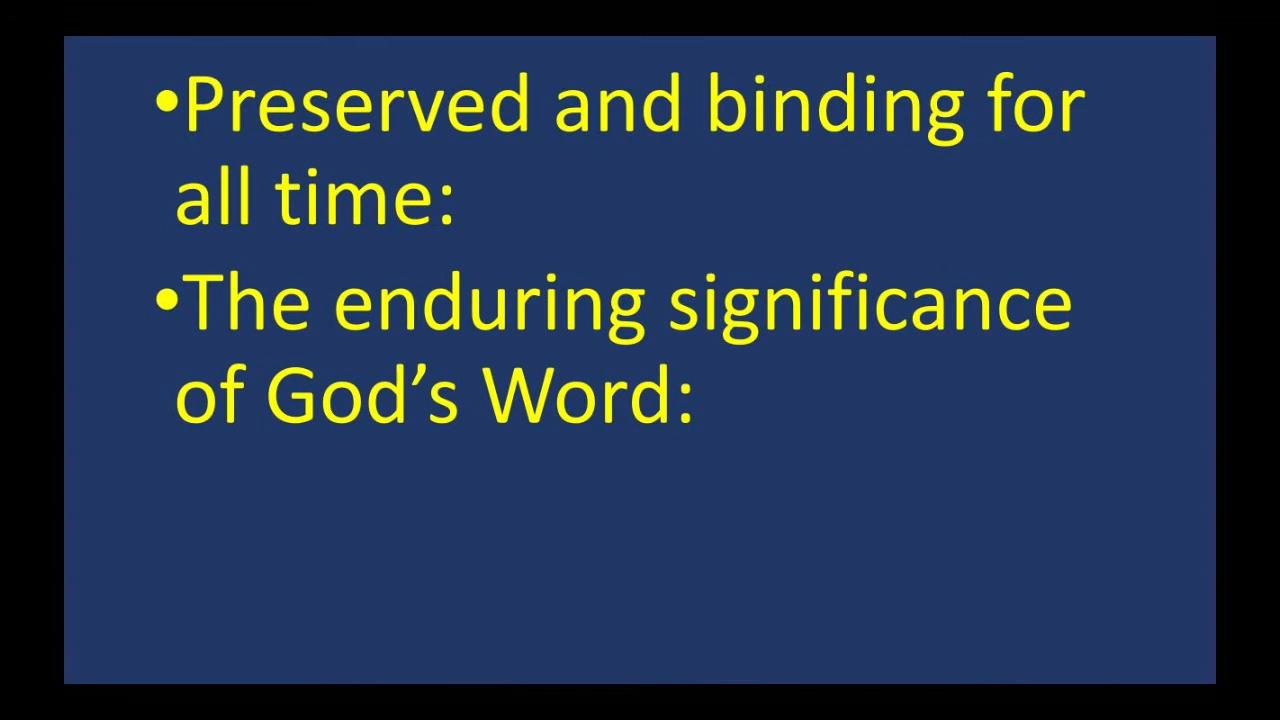 •Preserved and binding for
all time:
•The enduring significance
of God’s Word: